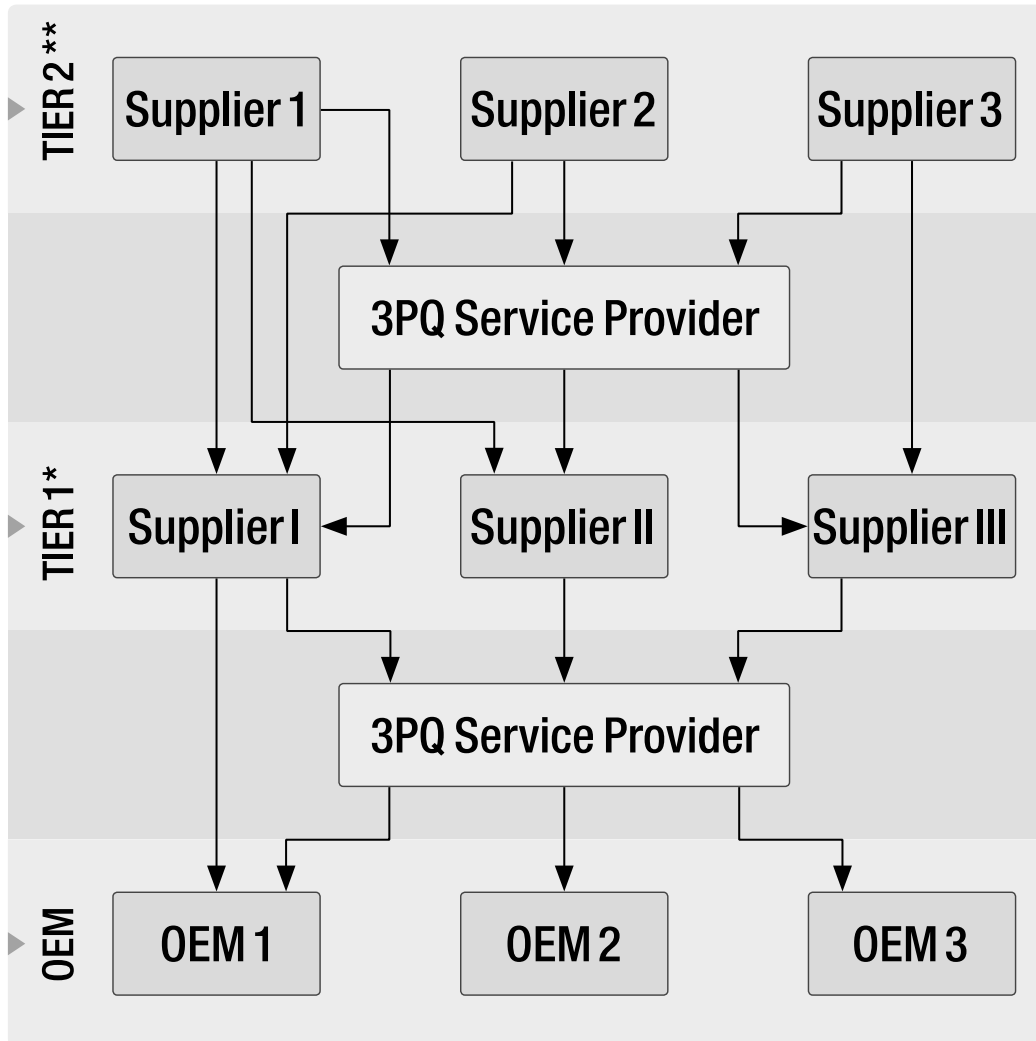 TIER 2 **
Supplier 1
Supplier 2
Supplier 3
3PQ Service Provider
TIER 1*
Supplier I
Supplier II
Supplier III
3PQ Service Provider
OEM
OEM 1
OEM 2
OEM 3